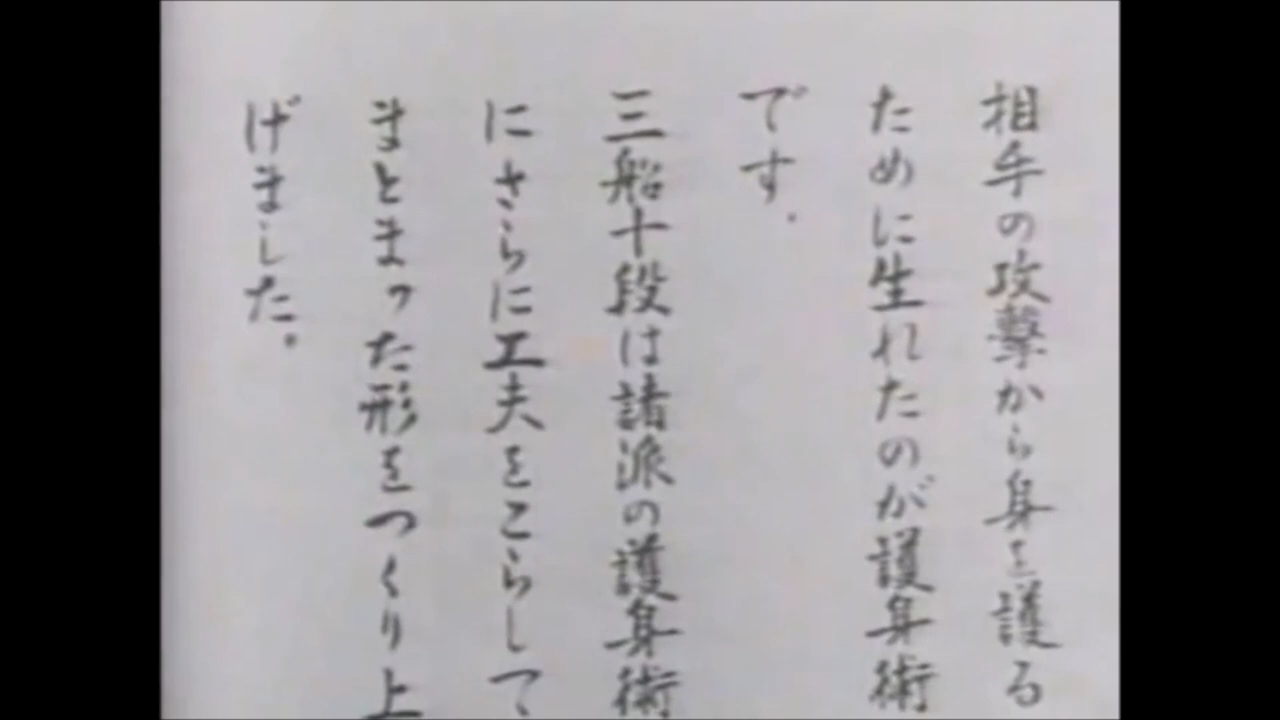 相手の攻撃から身を護る
ために生れたのが護身術
です.
三船十段は諸派の護身術
にさらに工夫をこらして
まとまった形をつくり上
げました。